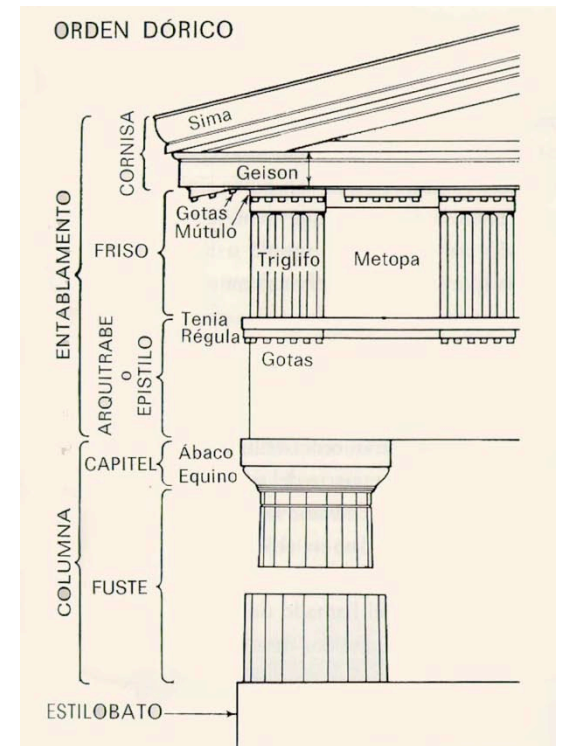 ORDEN DÓRICO
Sima
CORNISA
Geison
Gotas
Mútulo
ENTABLAMENTO
FRISO
Triglifo
Metopa
Tenia
Régula
ARQUITRABE
O
EPISTILO
Gotas
CAPITEL
Ábaco
Equino
COLUMNA
FUSTE
ESTILOBATO